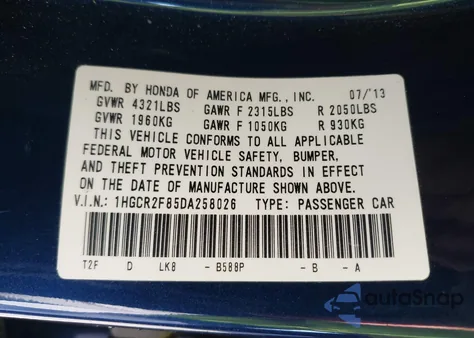 MFD. BY HONDA OF AMERICA MFG., INC. 07/'13
GVWR 4321LBS GAWR F 2315LBS R 2050LBS
GVWR 1960KG GAWR F 1050KG R 930KG
THIS VEHICLE CONFORMS TO ALL APPLICABLE
FEDERAL MOTOR VEHICLE SAFETY, BUMPER,
AND THEFT PREVENTION STANDARDS IN EFFECT
ON THE DATE OF MANUFACTURE SHOWN ABOVE.
V.I.N.: 1HGCR2F85DA258026 TYPE: PASSENGER CAR
T2F D LK8 - B588P - B - A
autoSnap